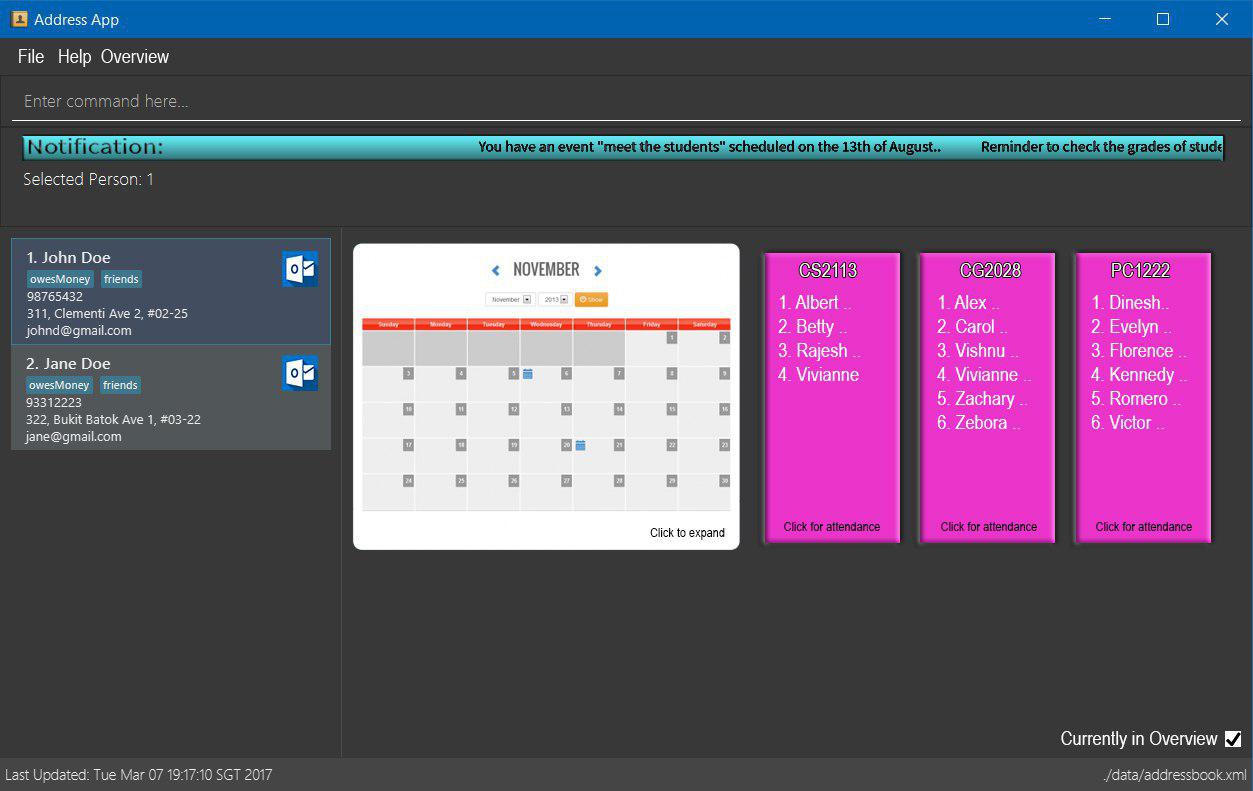 Address App
File Help Overview
Enter command here...
Notification: You have an event "meet the students" scheduled on the 13th of August.. Reminder to check the grades of stude
Selected Person: 1
1. John Doe
owesMoney friends
98765432
311, Clementi Ave 2, #02-25
johnd@gmail.com
2. Jane Doe
owesMoney friends
93312223
322, Bukit Batok Ave 1, #03-22
jane@gmail.com
NOVEMBER
November 2013 Show
Sunday Monday Tuesday Wednesday Thursday Friday Saturday
1 2
3 4 5 6 7 8 9
10 11 12 13 14 15 16
17 18 19 20 21 22 23
24 25 26 27 28 29 30
Click to expand
CS2113
1. Albert ..
2. Betty ..
3. Rajesh ..
4. Vivianne
Click for attendance
CG2028
1. Alex ..
2. Carol ..
3. Vishnu ..
4. Vivianne ..
5. Zachary ..
6. Zebora ..
Click for attendance
PC1222
1. Dinesh..
2. Evelyn ..
3. Florence ..
4. Kennedy ..
5. Romero ..
6. Victor ..
Click for attendance
Currently in Overview
Last Updated: Tue Mar 07 19:17:10 SGT 2017
./data/addressbook.xml